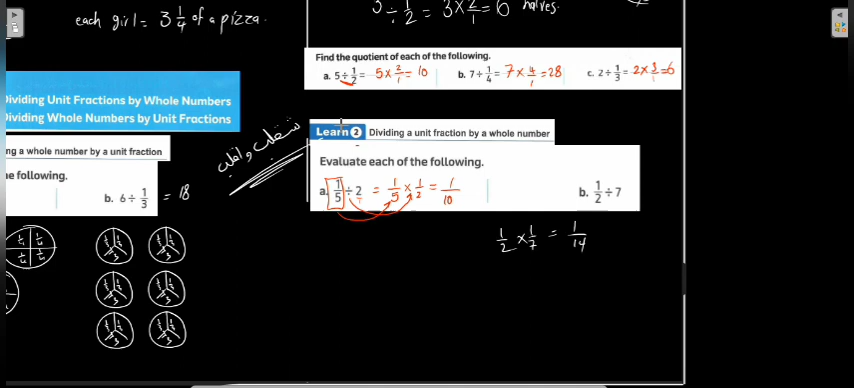 each girl = 3 1/4 of a pizza.
3 ÷ 1/2 = 3 × 2/1 = 6 halves.
Find the quotient of each of the following.
a. 5 ÷ 1/2 = 5 × 2/1 = 10 b. 7 ÷ 1/4 = 7 × 4/1 = 28 c. 2 ÷ 1/3 = 2 × 3/1 = 6
Dividing Unit Fractions by Whole Numbers
Dividing Whole Numbers by Unit Fractions
ng a whole number by a unit fraction
he following.
b. 6 ÷ 1/3 = 18
Learn 2 Dividing a unit fraction by a whole number
Evaluate each of the following.
a. 1/5 ÷ 2 = 1/5 × 1/2 = 1/10 b. 1/2 ÷ 7
1/2 × 1/7 = 1/14